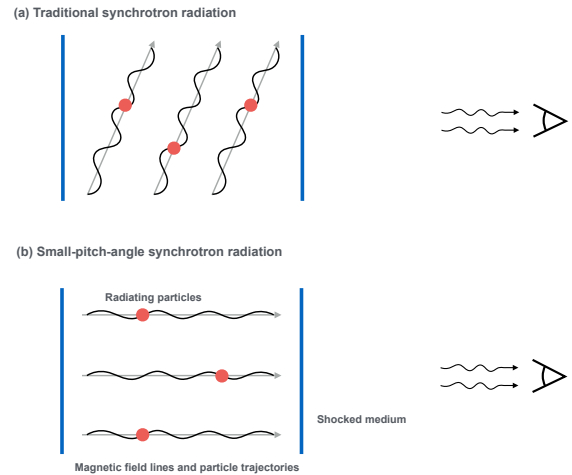 (a) Traditional synchrotron radiation
(b) Small-pitch-angle synchrotron radiation
Radiating particles
Shocked medium
Magnetic field lines and particle trajectories